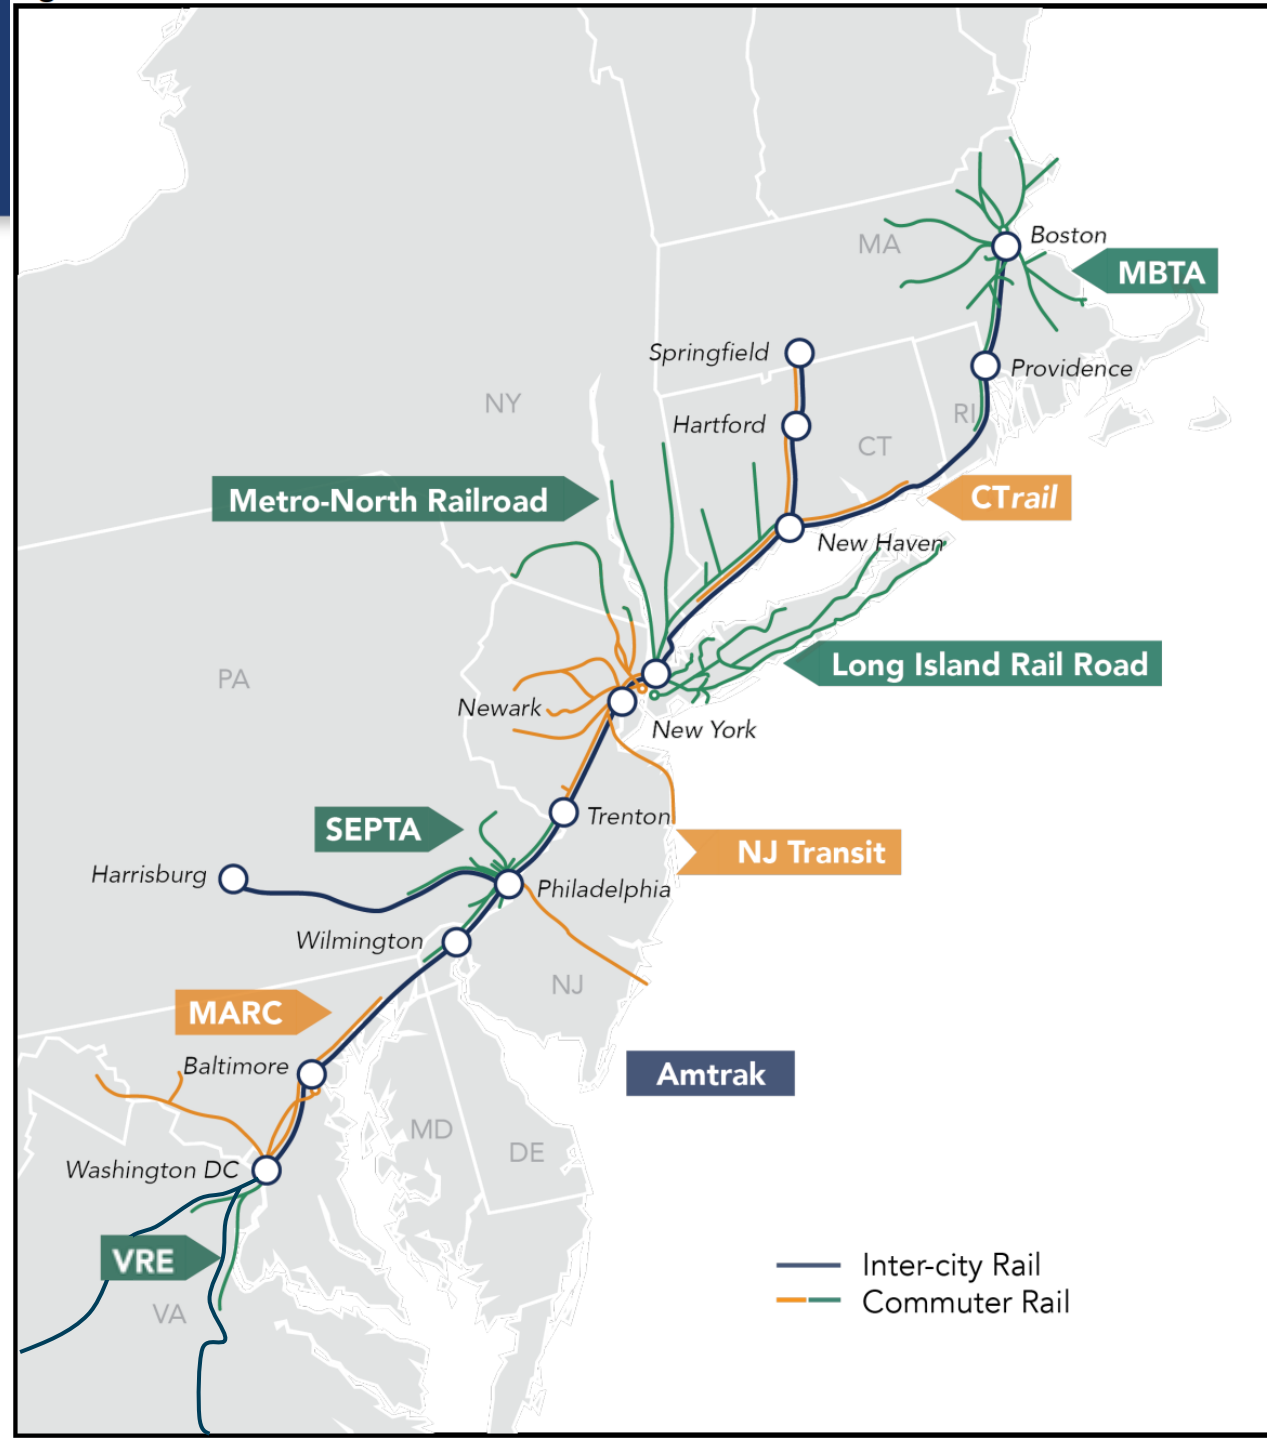 Boston
MA
MBTA
Springfield
Providence
NY
RI
Hartford
CT
Metro-North Railroad
CTrail
New Haven
Long Island Rail Road
PA
Newark
New York
Trenton
SEPTA
NJ Transit
Harrisburg
Philadelphia
Wilmington
NJ
MARC
Baltimore
Amtrak
MD
DE
Washington DC
VRE
VA
Inter-city Rail
Commuter Rail